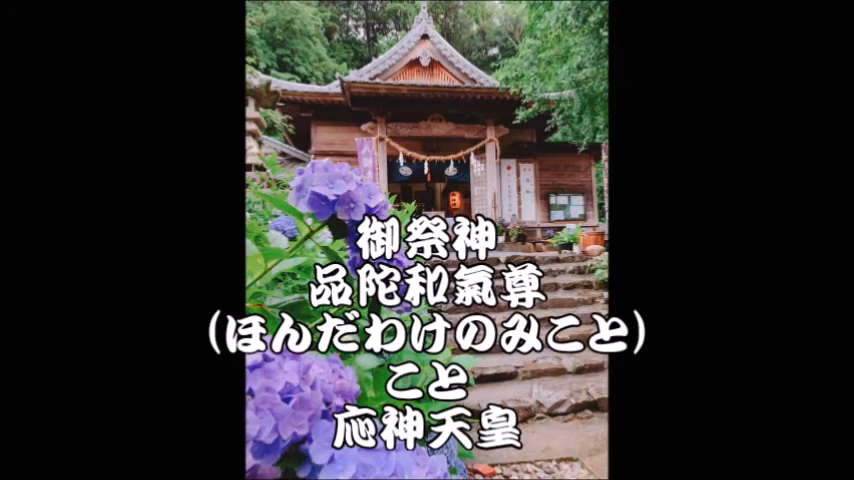 御祭神
品陀和氣尊
(ほんだわけのみこと)
こと
応神天皇